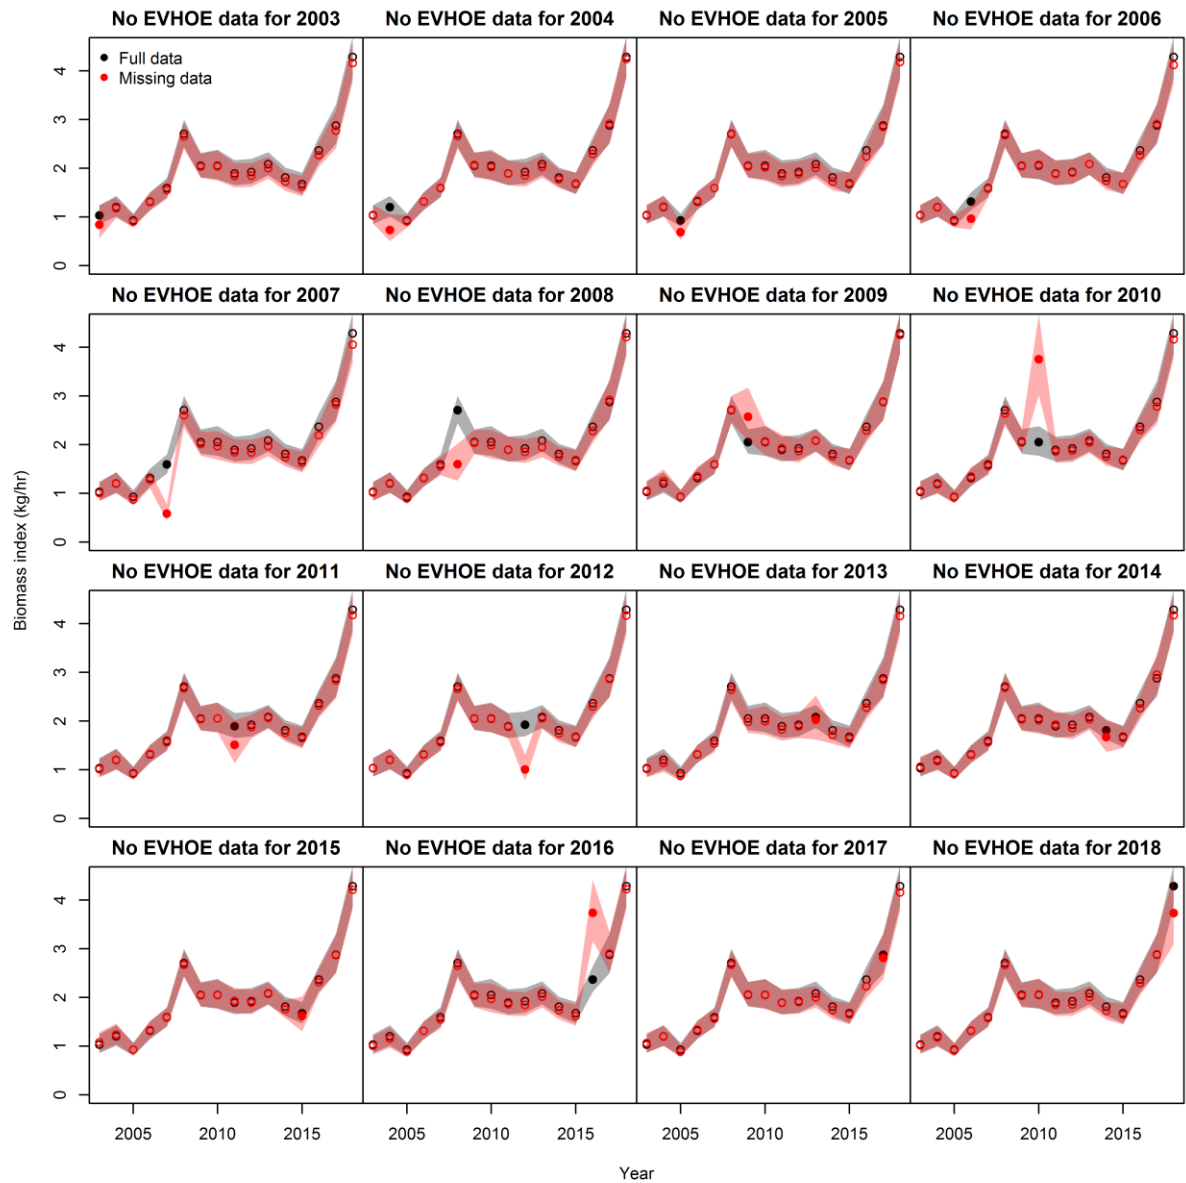 No EVHOE data for 2003 No EVHOE data for 2004 No EVHOE data for 2005 No EVHOE data for 2006
Full data
Missing data
4
3
2
1
0
No EVHOE data for 2007 No EVHOE data for 2008 No EVHOE data for 2009 No EVHOE data for 2010
4
3
2
1
0
Biomass index (kg/hr)
No EVHOE data for 2011 No EVHOE data for 2012 No EVHOE data for 2013 No EVHOE data for 2014
4
3
2
1
0
No EVHOE data for 2015 No EVHOE data for 2016 No EVHOE data for 2017 No EVHOE data for 2018
4
3
2
1
0
2005 2010 2015 2005 2010 2015 2005 2010 2015 2005 2010 2015
Year